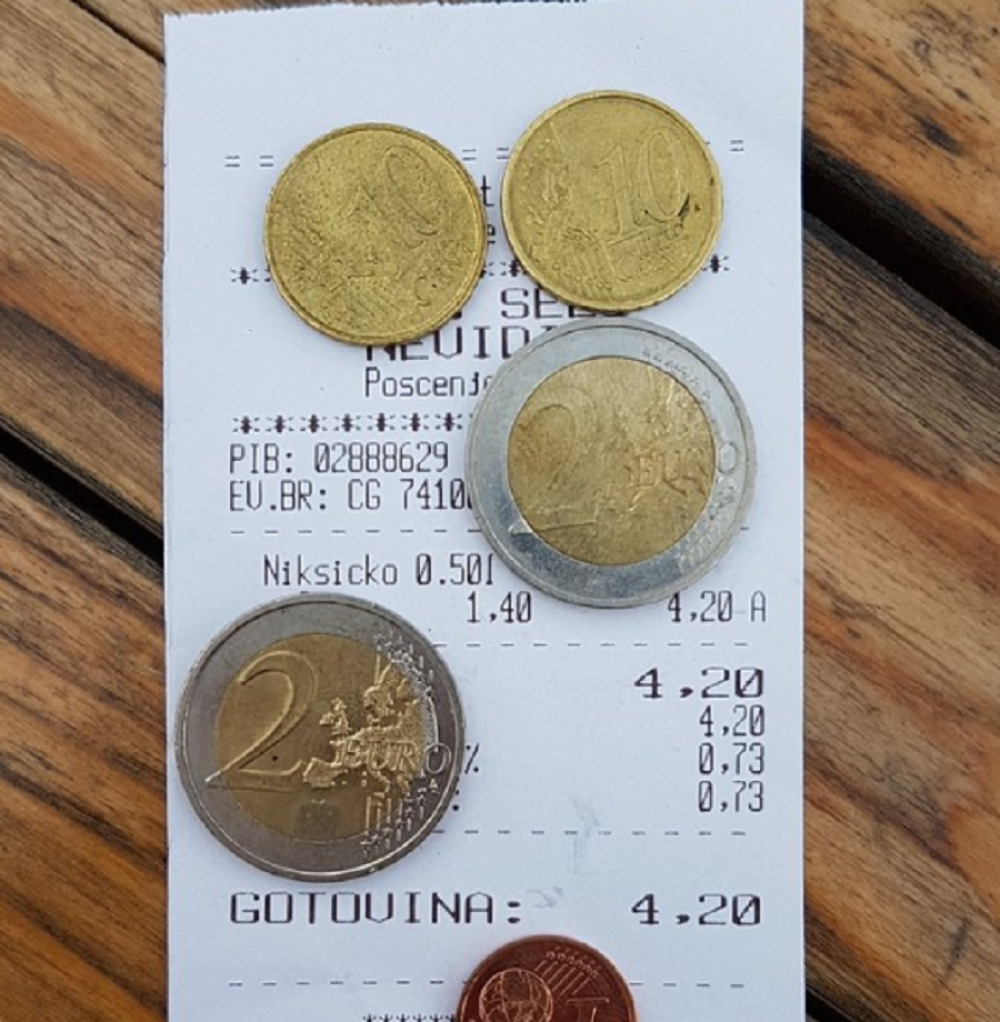 10
10
Poscenje
PIB: 02888629
2 EURO
EV.BR: CG
Niksicko 0.50l
1,40 4,20 A
4,20
4,20
2 EURO
% 0,73
: 0,73
GOTOVINA: 4,20